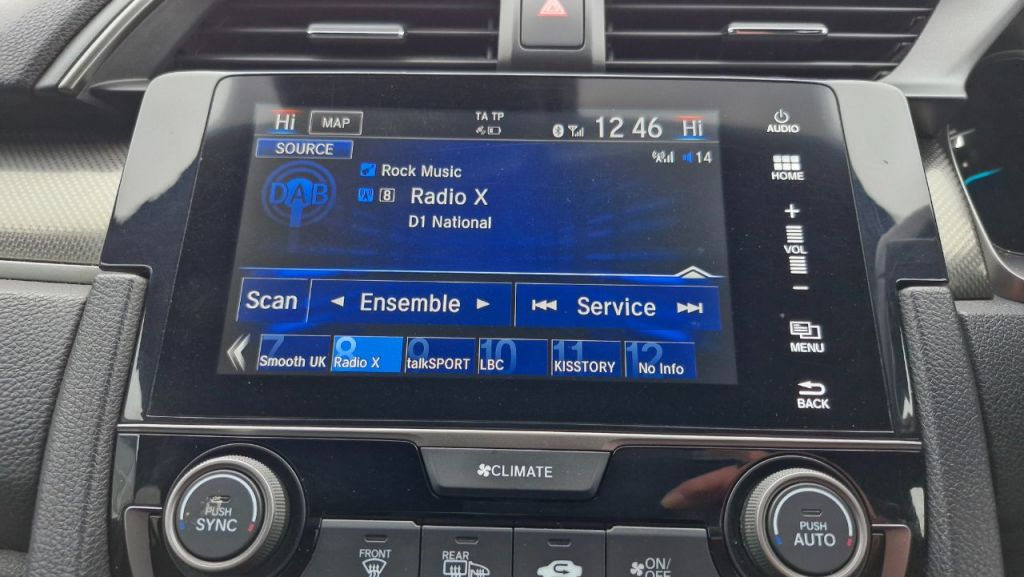 Hi MAP TA TP 12 46 Hi
SOURCE
14
DAB
Rock Music
8 Radio X
D1 National
Scan ◄ Ensemble ► Service
7 8 9 10 11 12
Smooth UK Radio X talkSPORT LBC KISSTORY No Info
AUDIO
HOME
+
VOL
−
MENU
BACK
CLIMATE
PUSH
SYNC
PUSH
AUTO
FRONT
REAR
ON/
OFF